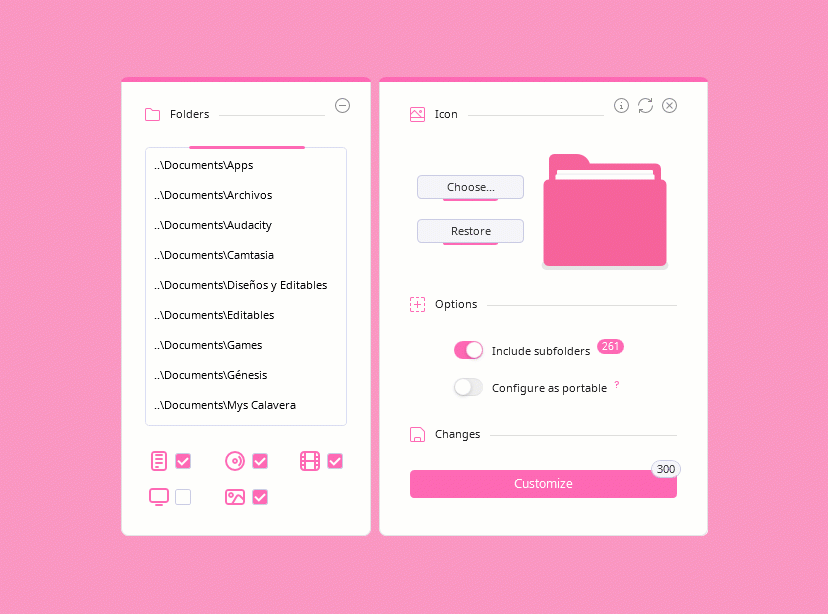 Folders
..\Documents\Apps
..\Documents\Archivos
..\Documents\Audacity
..\Documents\Camtasia
..\Documents\Diseños y Editables
..\Documents\Editables
..\Documents\Games
..\Documents\Génesis
..\Documents\Mys Calavera
Icon
Choose...
Restore
Options
Include subfolders 261
Configure as portable ?
Changes
300
Customize